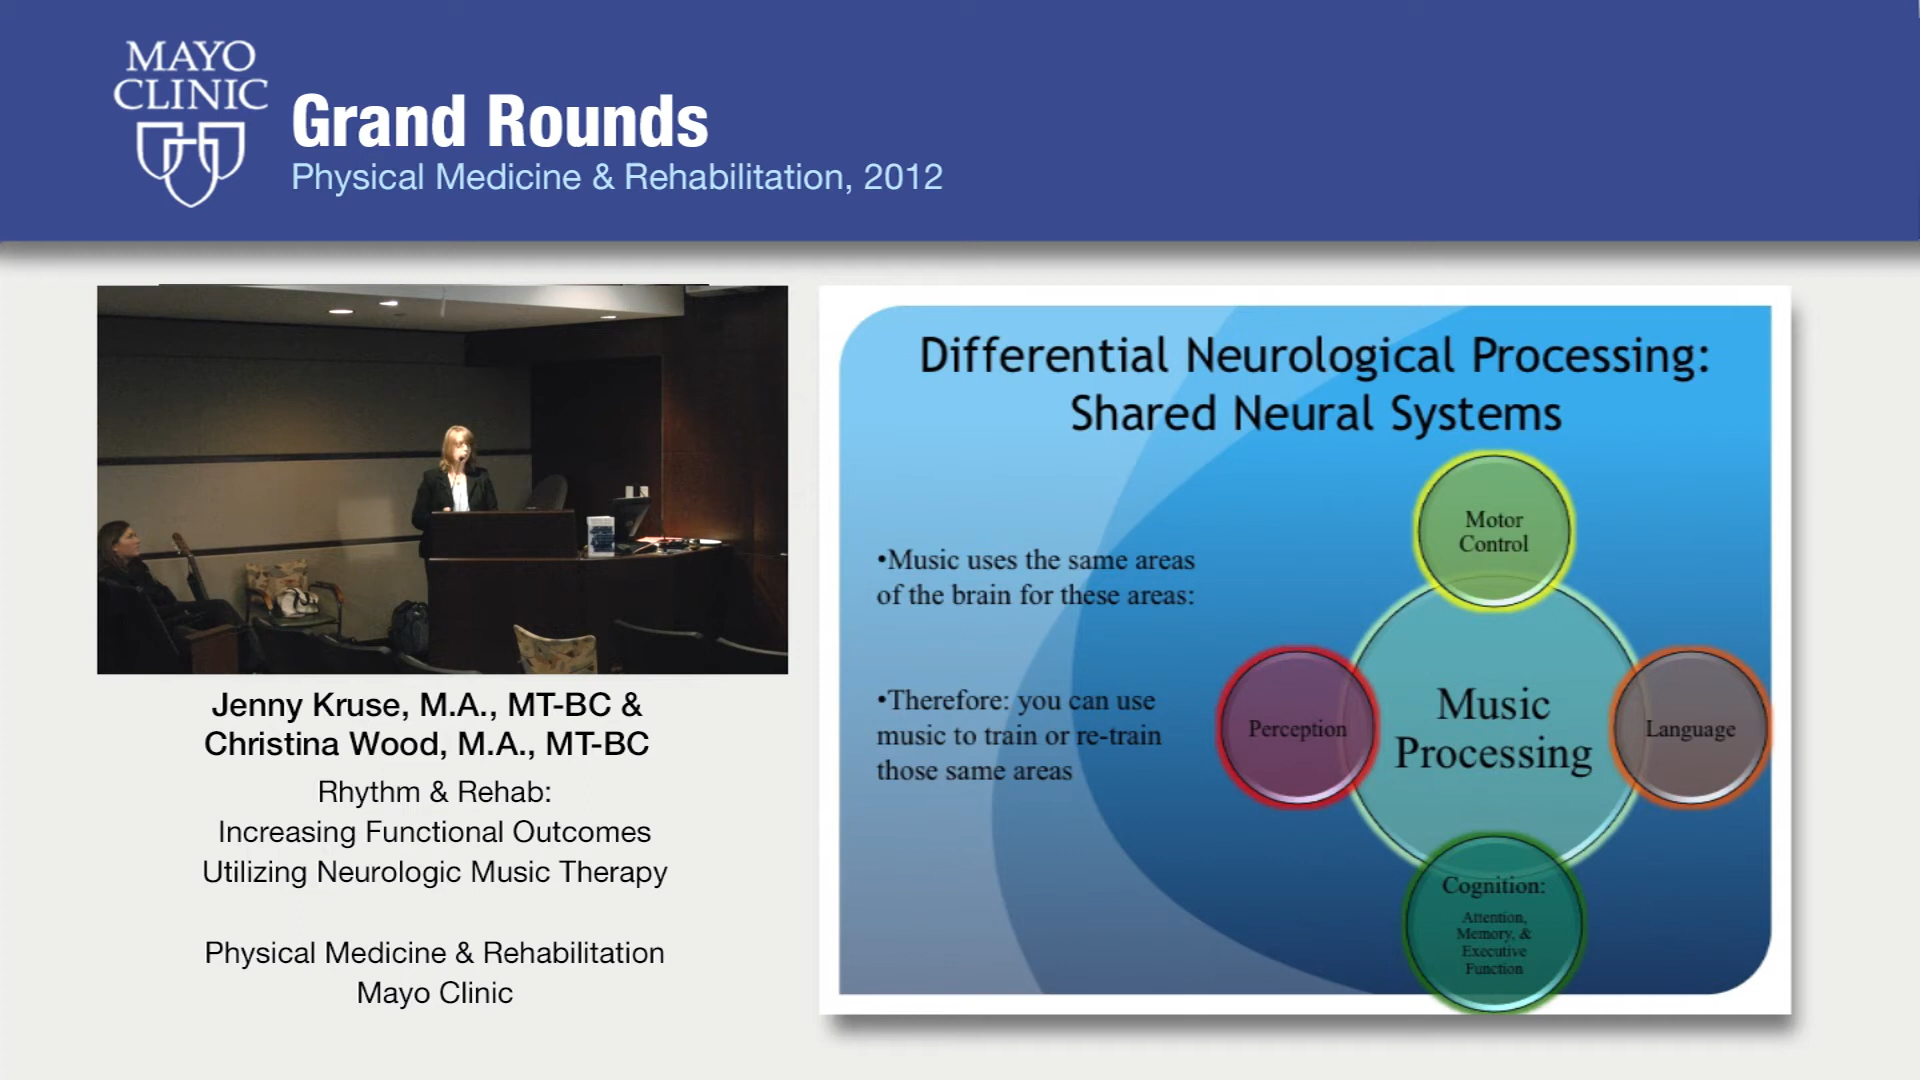 MAYO
CLINIC
Grand Rounds
Physical Medicine & Rehabilitation, 2012
Jenny Kruse, M.A., MT-BC &
Christina Wood, M.A., MT-BC
Rhythm & Rehab:
Increasing Functional Outcomes
Utilizing Neurologic Music Therapy
Physical Medicine & Rehabilitation
Mayo Clinic
Differential Neurological Processing:
Shared Neural Systems
•Music uses the same areas
of the brain for these areas:
•Therefore: you can use
music to train or re-train
those same areas
Motor
Control
Perception
Music
Processing
Language
Cognition:
Attention,
Memory, &
Executive
Function